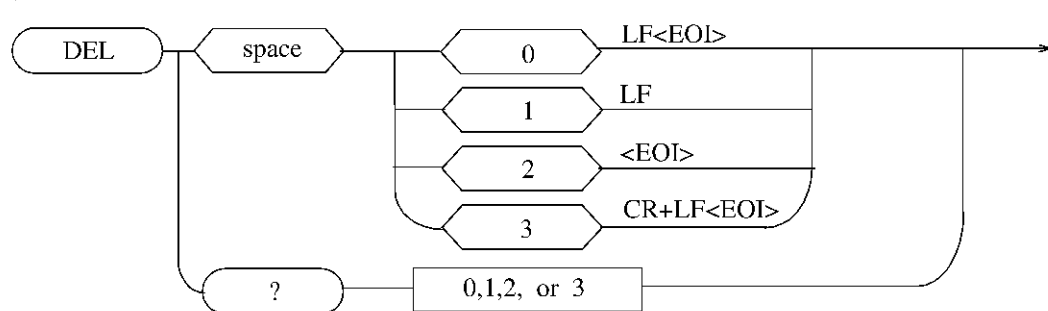 DEL space 0 LF<EOI>
1 LF
2 <EOI>
3 CR+LF<EOI>
? 0,1,2, or 3